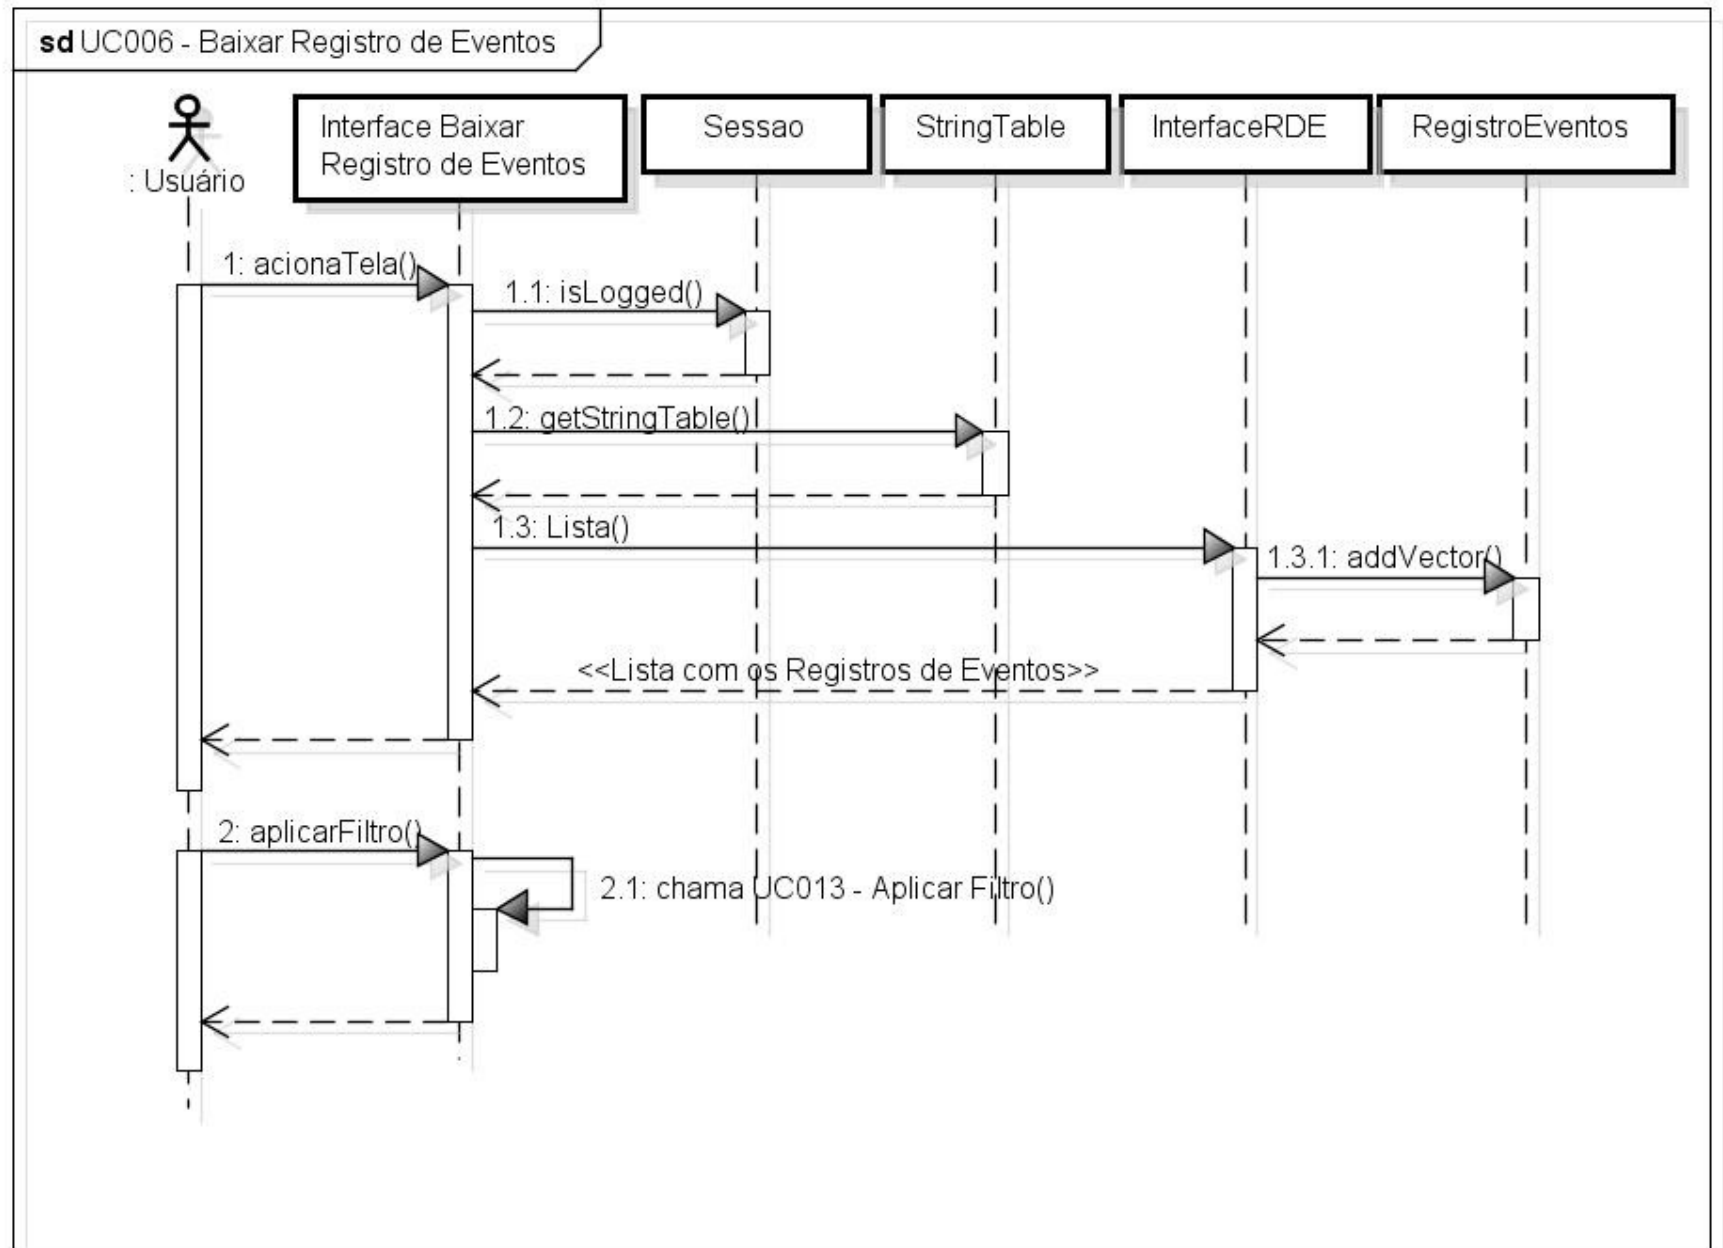 sd UC006 - Baixar Registro de Eventos
: Usuário
Interface Baixar
Registro de Eventos
Sessao
StringTable
InterfaceRDE
RegistroEventos
1: acionaTela()
1.1: isLogged()
1.2: getStringTable()
1.3: Lista()
1.3.1: addVector()
<<Lista com os Registros de Eventos>>
2: aplicarFiltro()
2.1: chama UC013 - Aplicar Filtro()